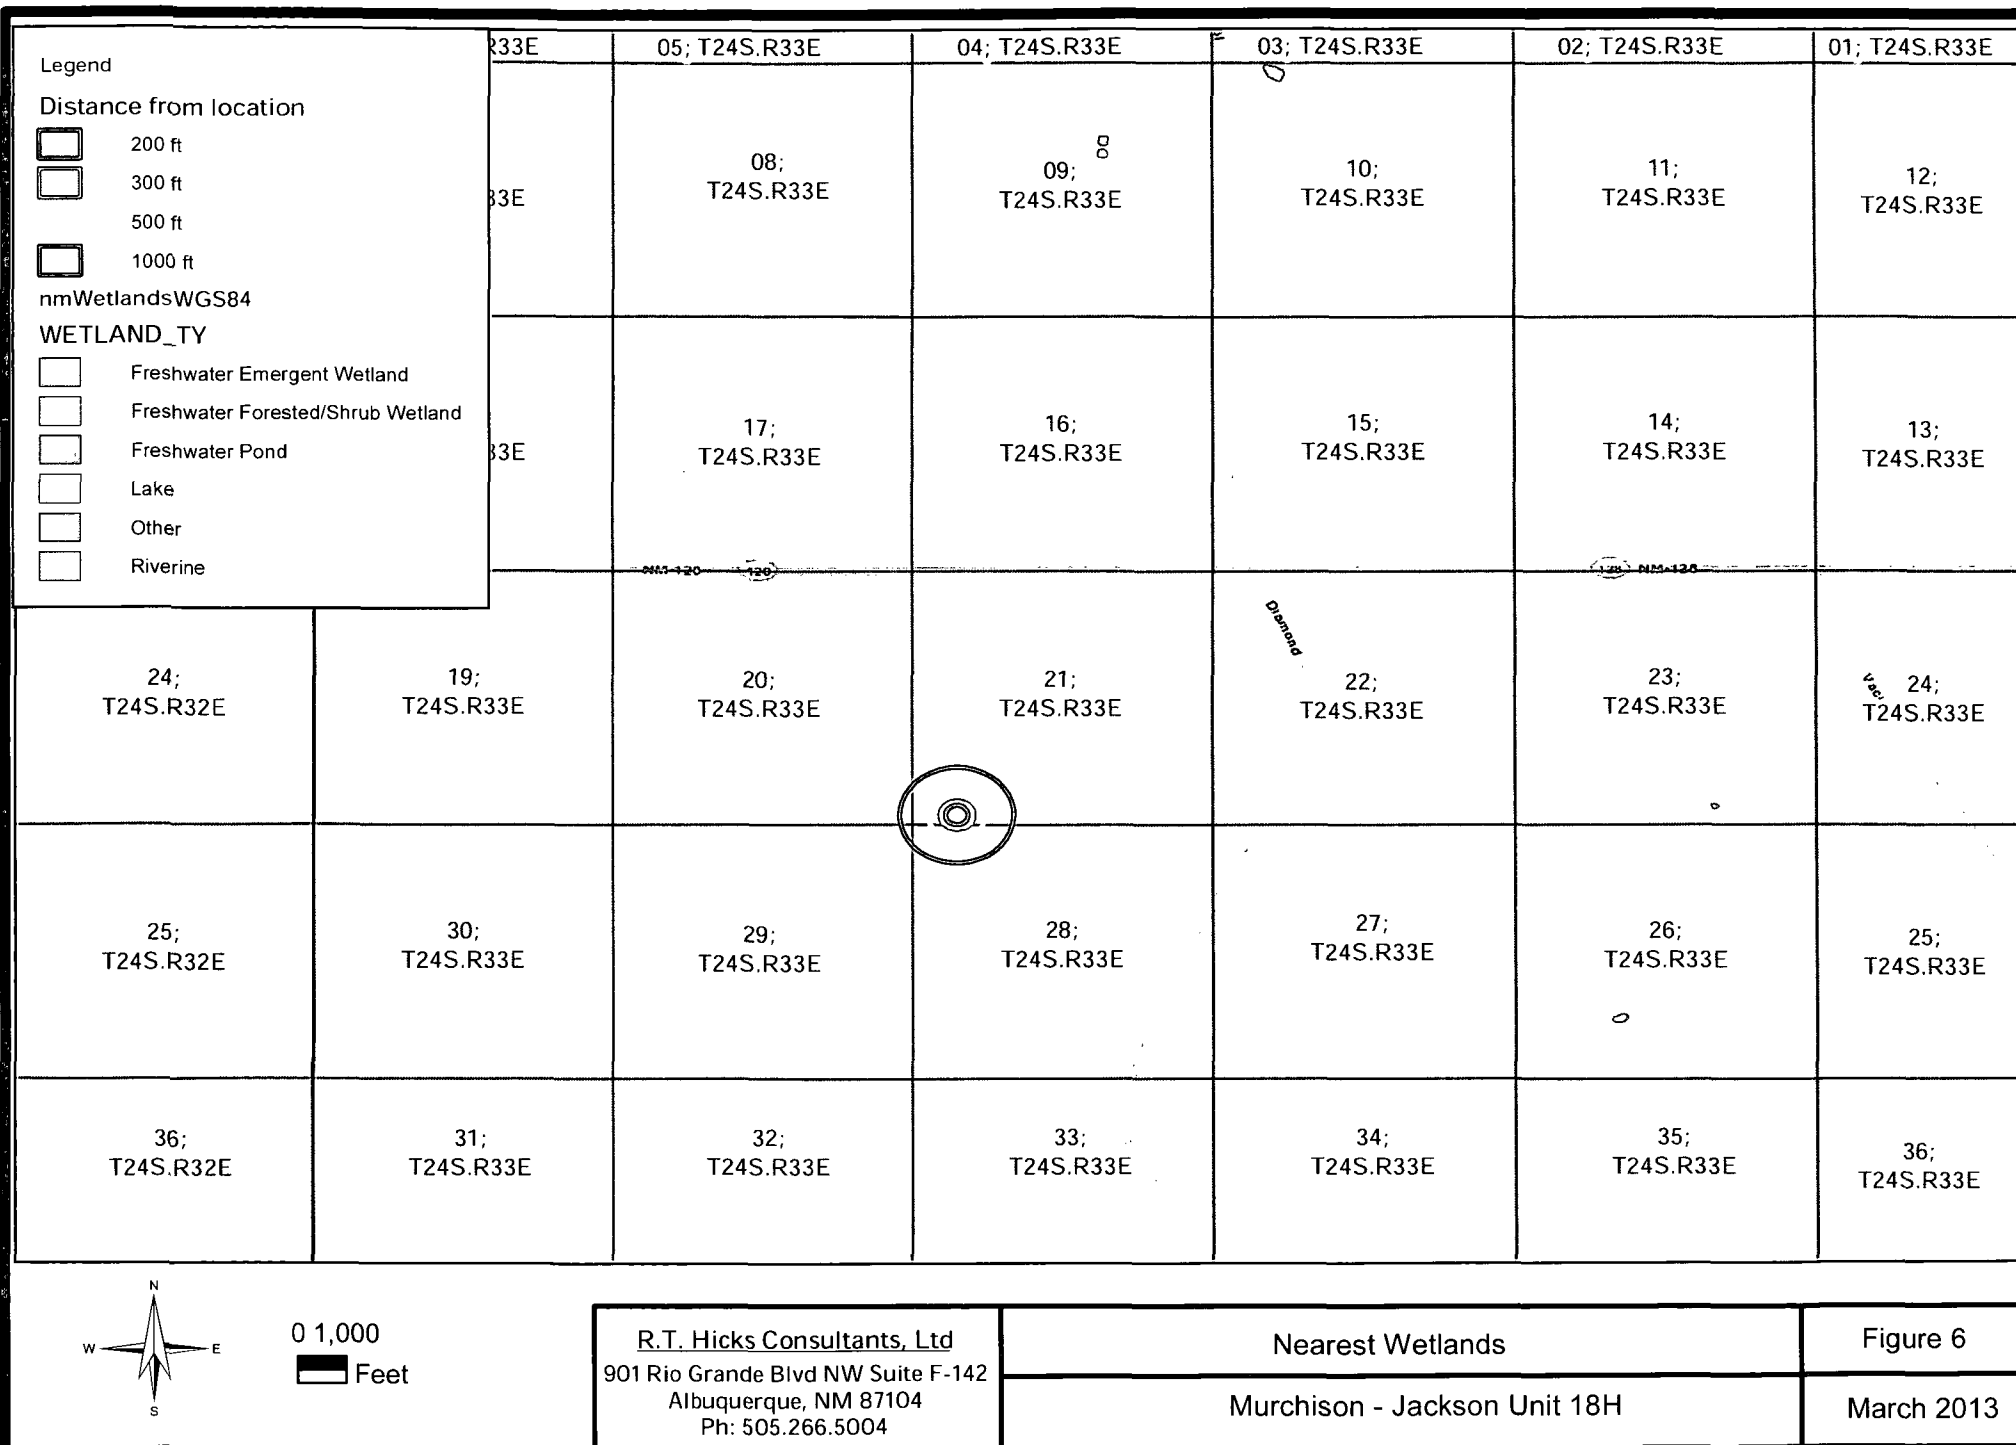 Legend
Distance from location
200 ft
300 ft
500 ft
1000 ft
nmWetlandsWGS84
WETLAND_TY
Freshwater Emergent Wetland
Freshwater Forested/Shrub Wetland
Freshwater Pond
Lake
Other
Riverine
R33E
05; T24S.R33E
04; T24S.R33E
03; T24S.R33E
02; T24S.R33E
01; T24S.R33E
33E
08;
T24S.R33E
09;
T24S.R33E
10;
T24S.R33E
11;
T24S.R33E
12;
T24S.R33E
33E
17;
T24S.R33E
16;
T24S.R33E
15;
T24S.R33E
14;
T24S.R33E
13;
T24S.R33E
Diamond
24;
T24S.R32E
19;
T24S.R33E
20;
T24S.R33E
21;
T24S.R33E
22;
T24S.R33E
23;
T24S.R33E
24;
T24S.R33E
25;
T24S.R32E
30;
T24S.R33E
29;
T24S.R33E
28;
T24S.R33E
27;
T24S.R33E
26;
T24S.R33E
25;
T24S.R33E
36;
T24S.R32E
31;
T24S.R33E
32;
T24S.R33E
33;
T24S.R33E
34;
T24S.R33E
35;
T24S.R33E
36;
T24S.R33E
N
W
E
S
0 1,000
Feet
R.T. Hicks Consultants, Ltd
901 Rio Grande Blvd NW Suite F-142
Albuquerque, NM 87104
Ph: 505.266.5004
Nearest Wetlands
Murchison - Jackson Unit 18H
Figure 6
March 2013